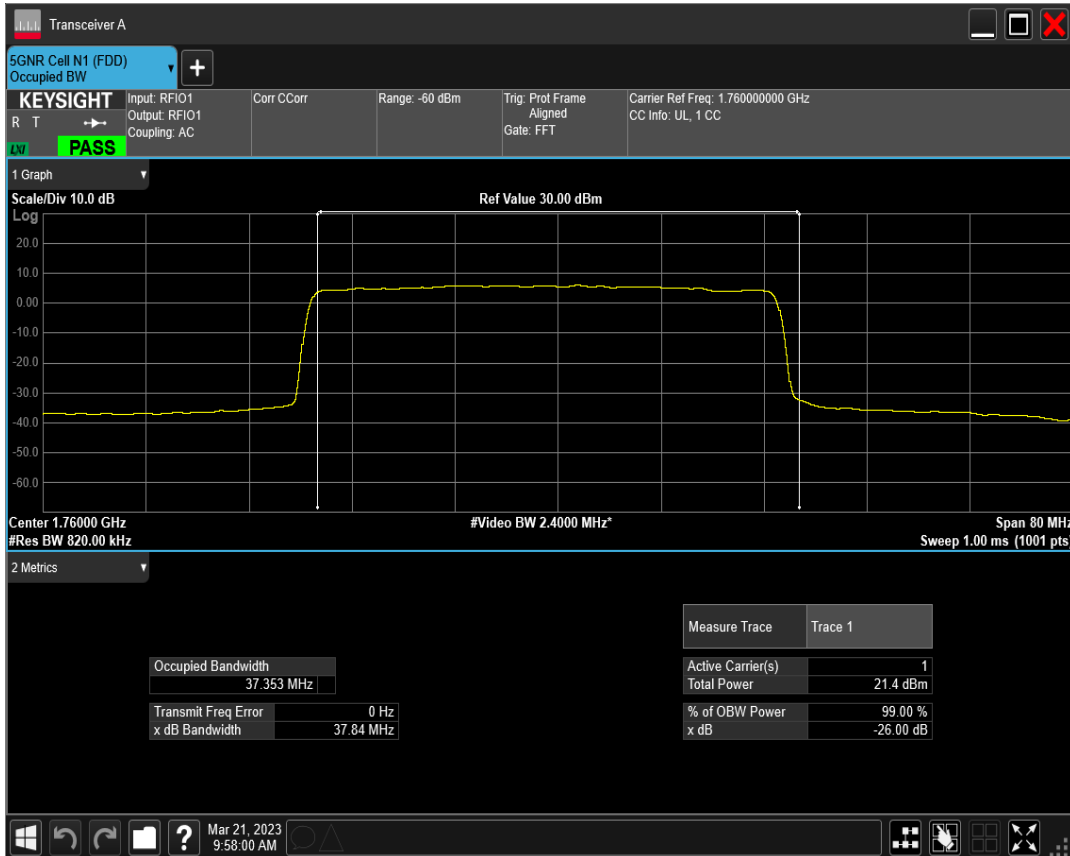 Transceiver A
5GNR Cell N1 (FDD)
Occupied BW
+
KEYSIGHT
R T
LXI
PASS
Input: RFIO1
Output: RFIO1
Coupling: AC
Corr CCorr
Range: -60 dBm
Trig: Prot Frame
Aligned
Gate: FFT
Carrier Ref Freq: 1.760000000 GHz
CC Info: UL, 1 CC
1 Graph
Scale/Div 10.0 dB
Ref Value 30.00 dBm
Log
20.0
10.0
0.00
-10.0
-20.0
-30.0
-40.0
-50.0
-60.0
Center 1.76000 GHz
#Video BW 2.4000 MHz*
Span 80 MHz
#Res BW 820.00 kHz
Sweep 1.00 ms (1001 pts)
2 Metrics
Measure Trace Trace 1
Occupied Bandwidth
37.353 MHz
Active Carrier(s) 1
Total Power 21.4 dBm
Transmit Freq Error 0 Hz
x dB Bandwidth 37.84 MHz
% of OBW Power 99.00 %
x dB -26.00 dB
?
Mar 21, 2023
9:58:00 AM